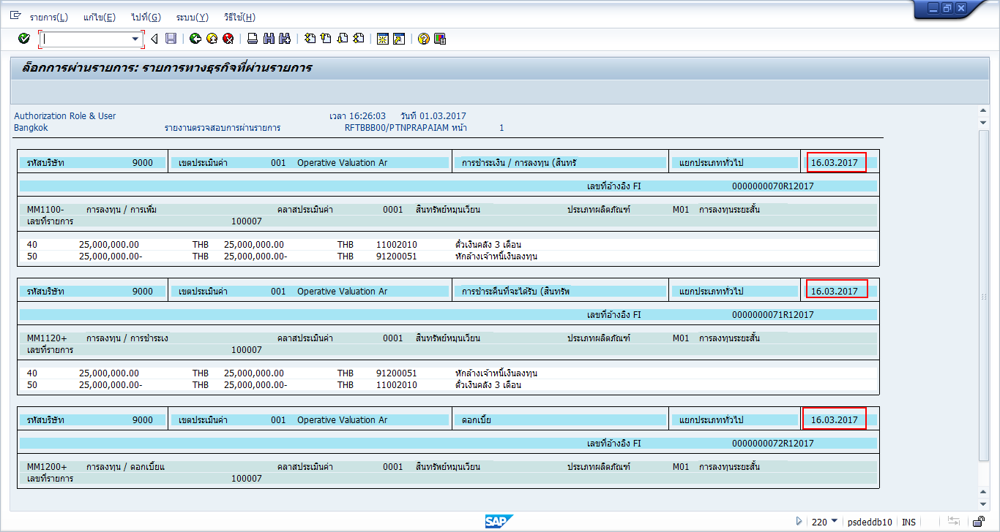 รายการ(L) แก้ไข(E) ไปที่(G) ระบบ(Y) วิธีใช้(H)
ล็อกการผ่านรายการ: รายการทางธุรกิจที่ผ่านรายการ
Authorization Role & User เวลา 16:26:03 วันที่ 01.03.2017
Bangkok รายงานตรวจสอบการผ่านรายการ RFTBBB00/PTNPRAPAIAM หน้า 1
รหัสบริษัท 9000 เขตประเมินค่า 001 Operative Valuation Ar การชำระเงิน / การลงทุน (สินทรั แยกประเภททั่วไป 16.03.2017
เลขที่อ้างอิง FI 0000000070R12017
MM1100- การลงทุน / การเพิ่ม คลาสประเมินค่า 0001 สินทรัพย์หมุนเวียน ประเภทผลิตภัณฑ์ M01 การลงทุนระยะสั้น
เลขที่รายการ 100007
40 25,000,000.00 THB 25,000,000.00 THB 11002010 ตั๋วเงินคลัง 3 เดือน
50 25,000,000.00- THB 25,000,000.00- THB 91200051 หักล้างเจ้าหนี้เงินลงทุน
รหัสบริษัท 9000 เขตประเมินค่า 001 Operative Valuation Ar การชำระคืนที่จะได้รับ (สินทรัพ แยกประเภททั่วไป 16.03.2017
เลขที่อ้างอิง FI 0000000071R12017
MM1120+ การลงทุน / การชำระเง คลาสประเมินค่า 0001 สินทรัพย์หมุนเวียน ประเภทผลิตภัณฑ์ M01 การลงทุนระยะสั้น
เลขที่รายการ 100007
40 25,000,000.00 THB 25,000,000.00 THB 91200051 หักล้างเจ้าหนี้เงินลงทุน
50 25,000,000.00- THB 25,000,000.00- THB 11002010 ตั๋วเงินคลัง 3 เดือน
รหัสบริษัท 9000 เขตประเมินค่า 001 Operative Valuation Ar ดอกเบี้ย แยกประเภททั่วไป 16.03.2017
เลขที่อ้างอิง FI 0000000072R12017
MM1200+ การลงทุน / ดอกเบี้ยแ คลาสประเมินค่า 0001 สินทรัพย์หมุนเวียน ประเภทผลิตภัณฑ์ M01 การลงทุนระยะสั้น
เลขที่รายการ 100007
SAP 220 psdeddb10 INS